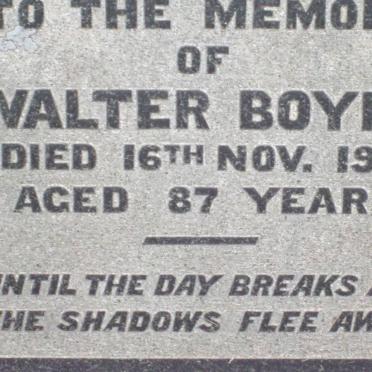 TO THE MEMO
OF
WALTER BOY
DIED 16TH NOV. 19
AGED 87 YEAR
UNTIL THE DAY BREAKS
THE SHADOWS FLEE AW